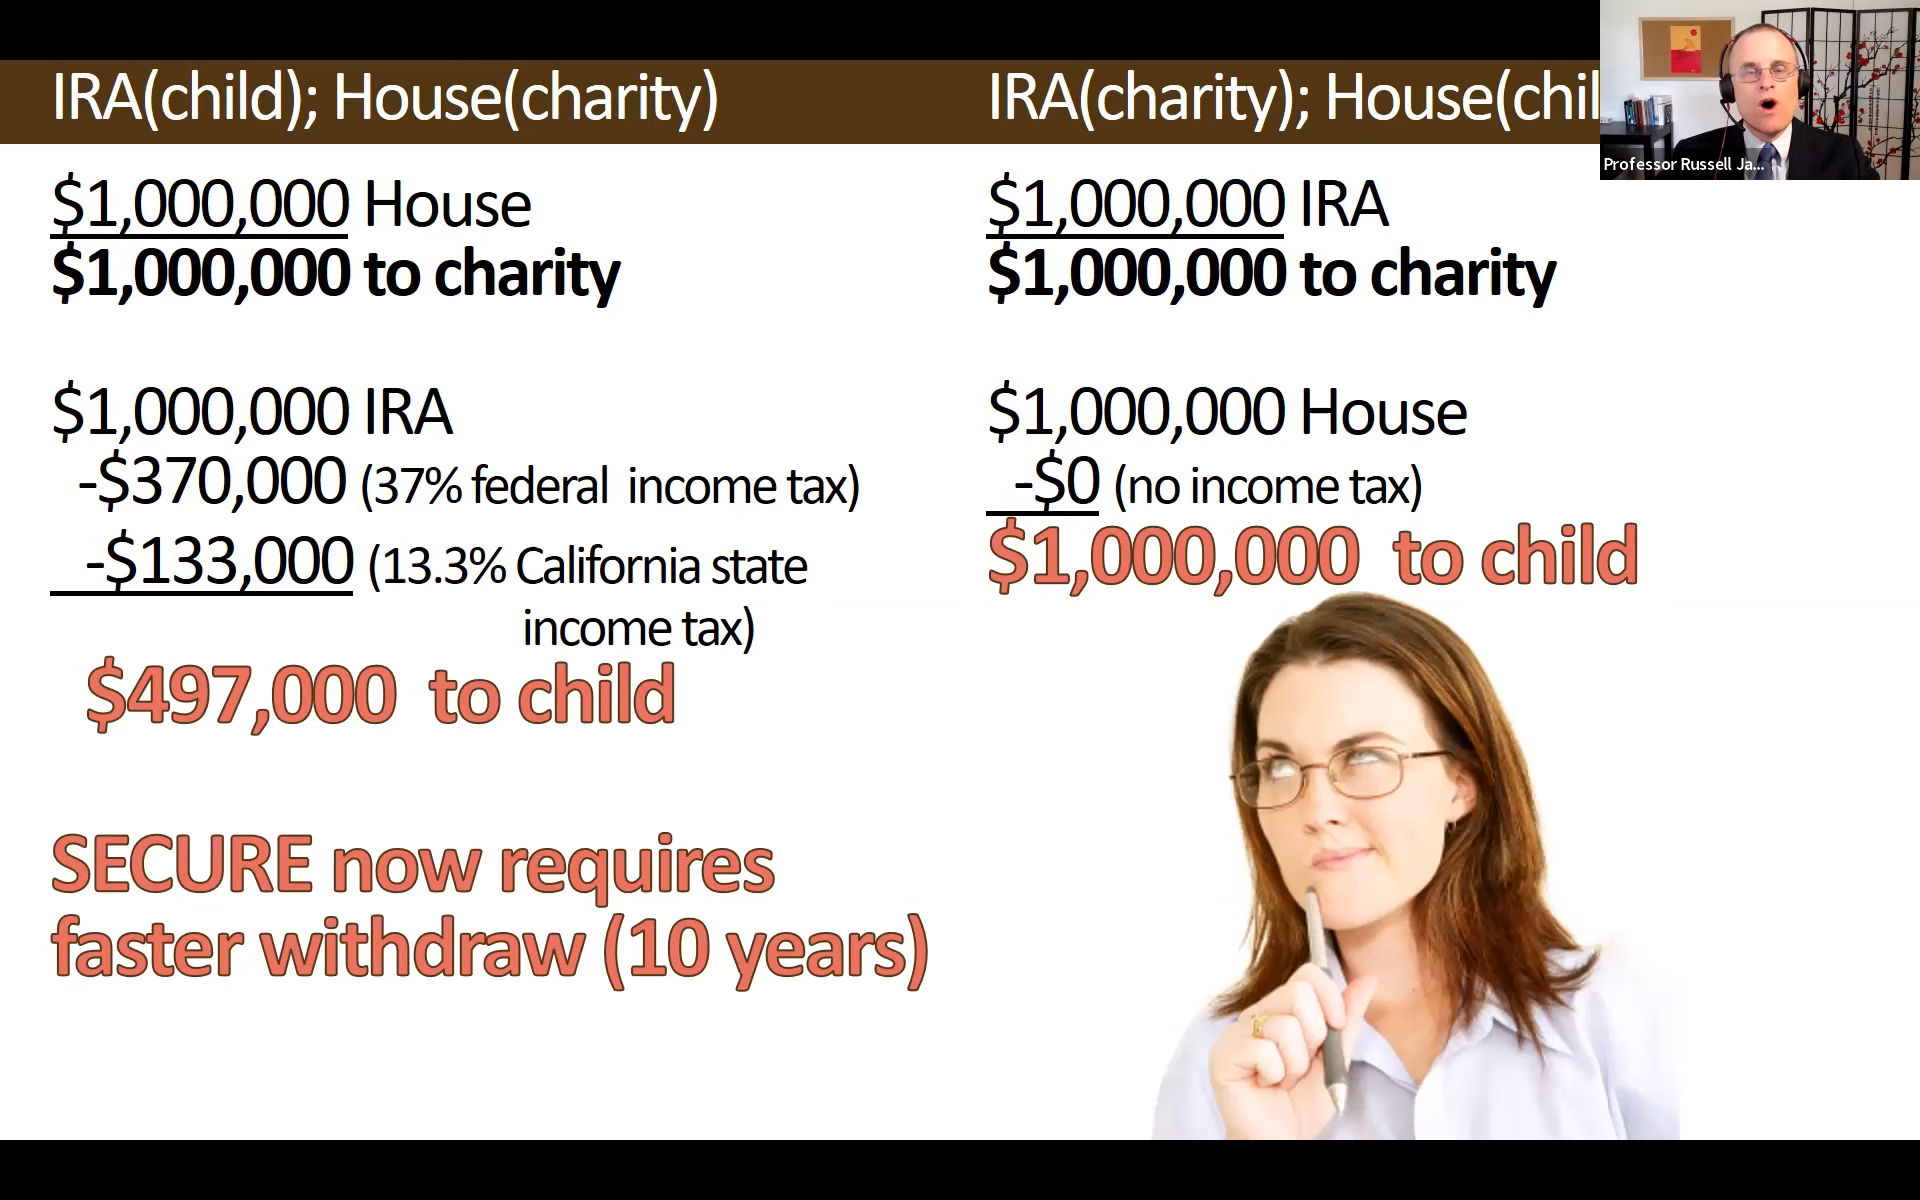 IRA(child); House(charity)
$1,000,000 House
$1,000,000 to charity
$1,000,000 IRA
-$370,000 (37% federal income tax)
-$133,000 (13.3% California state
income tax)
$497,000 to child
SECURE now requires
faster withdraw (10 years)
IRA(charity); House(chil
$1,000,000 IRA
$1,000,000 to charity
$1,000,000 House
-$0 (no income tax)
$1,000,000 to child
Professor Russell Ja...